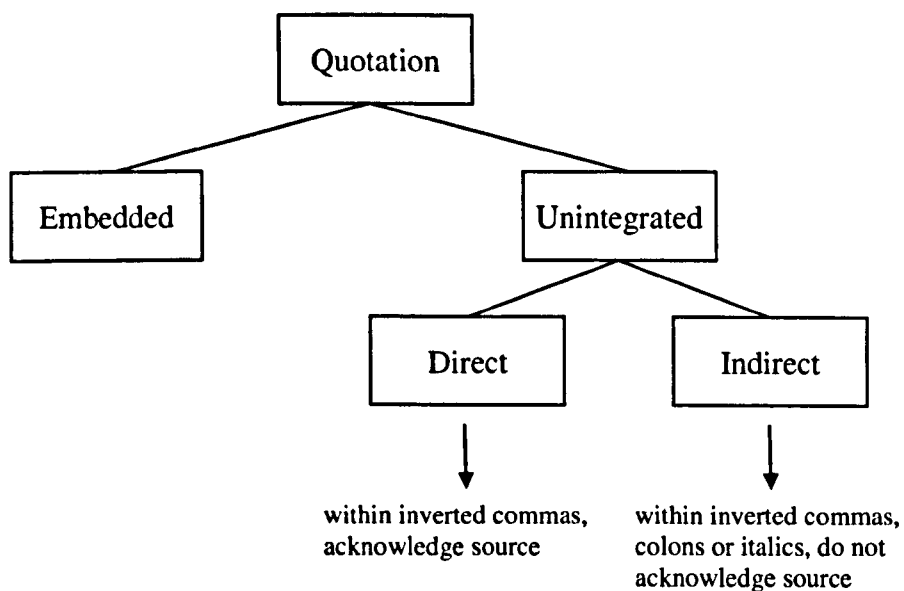 Quotation
Embedded
Unintegrated
Direct
Indirect
within inverted commas,
acknowledge source
within inverted commas,
colons or italics, do not
acknowledge source